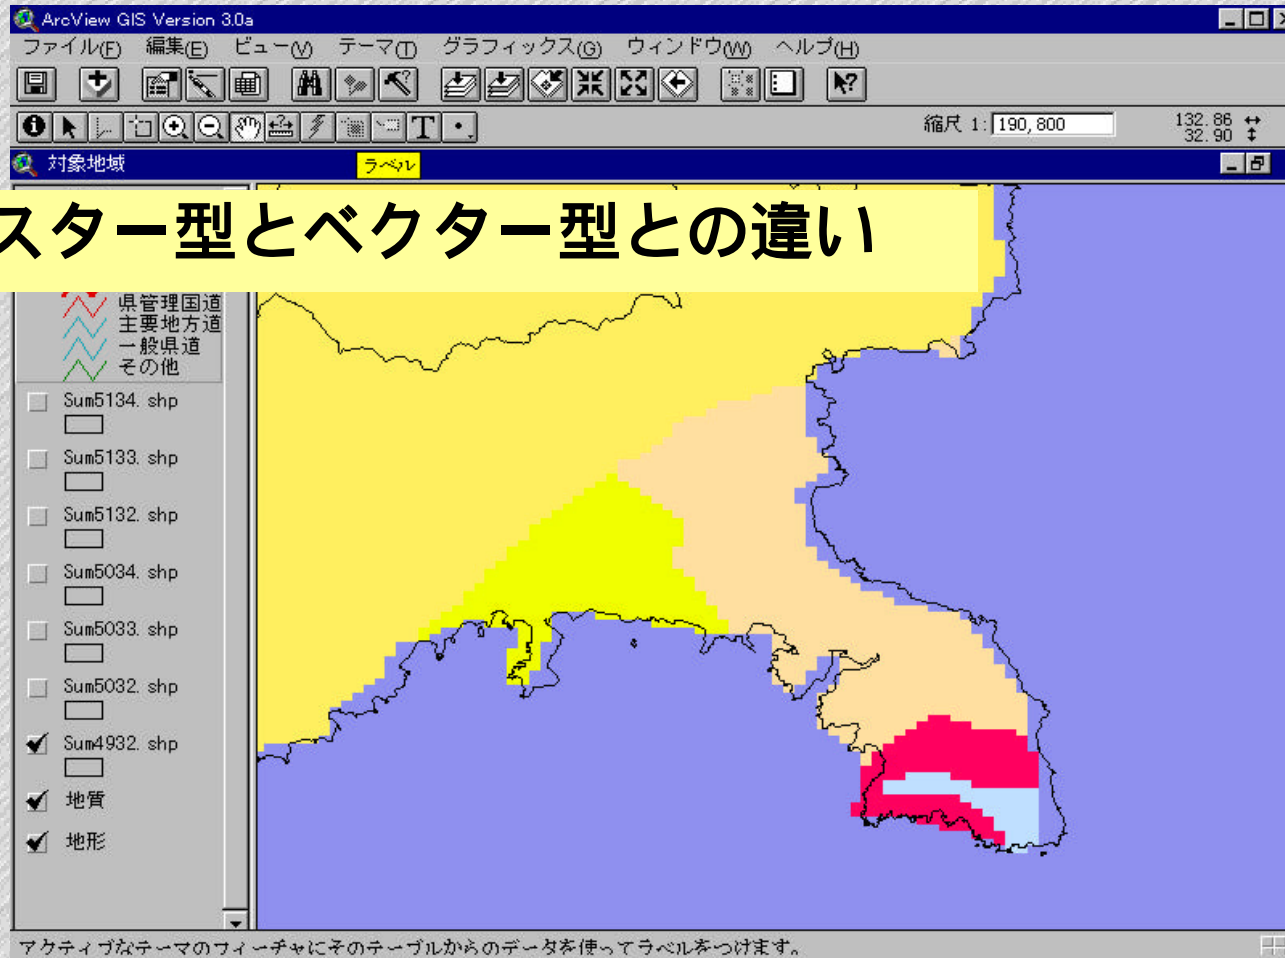 ArcView GIS Version 3.0a
ファイル(F) 編集(E) ビュー(V) テーマ(T) グラフィックス(G) ウィンドウ(W) ヘルプ(H)
縮尺 1: 190,800
132.86
32.90
対象地域
ラベル
スター型とベクター型との違い
県管理国道
主要地方道
一般県道
その他
Sum5134.shp
Sum5133.shp
Sum5132.shp
Sum5034.shp
Sum5033.shp
Sum5032.shp
Sum4932.shp
地質
地形
アクティブなテーマのフィーチャにそのテーブルからのデータを使ってラベルをつけます。